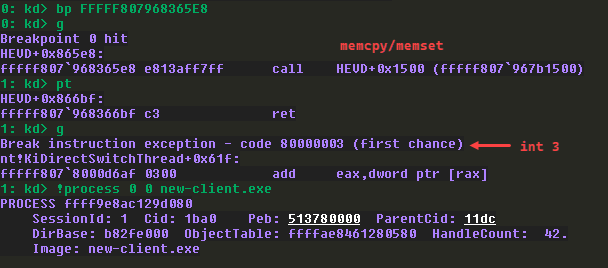 0: kd> bp FFFFF807968365E8
0: kd> g
Breakpoint 0 hit
HEVD+0x865e8:
memcpy/memset
fffff807`968365e8 e813aff7ff      call    HEVD+0x1500 (fffff807`967b1500)
1: kd> pt
HEVD+0x866bf:
fffff807`968366bf c3              ret
1: kd> g
Break instruction exception - code 80000003 (first chance)
int 3
nt!KiDirectSwitchThread+0x61f:
fffff807`8000d6af 0300            add     eax,dword ptr [rax]
1: kd> !process 0 0 new-client.exe
PROCESS ffff9e8ac129d080
SessionId: 1  Cid: 1ba0    Peb: 513780000  ParentCid: 11dc
DirBase: b82fe000  ObjectTable: ffffae8461280580  HandleCount:  42.
Image: new-client.exe